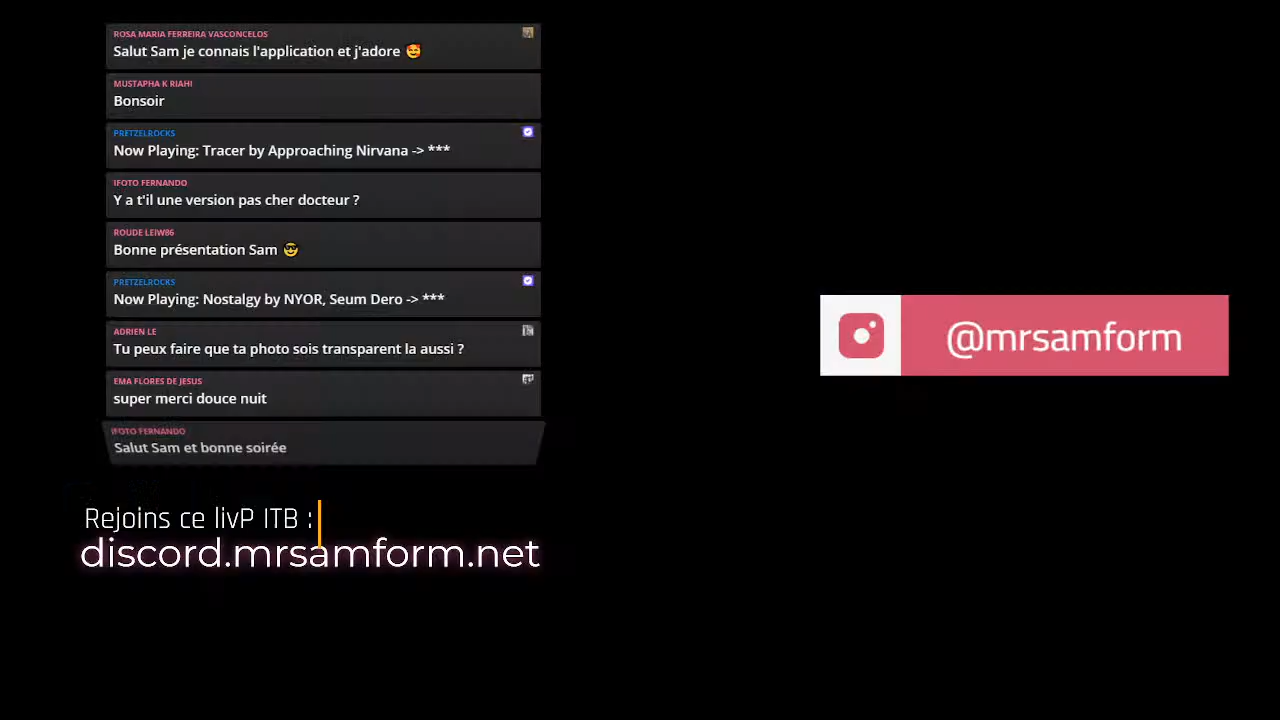 ROSA MARIA FERREIRA VASCONCELOS
Salut Sam je connais l'application et j'adore 🥰
MUSTAPHA K RIAHI
Bonsoir
PRETZELROCKS
Now Playing: Tracer by Approaching Nirvana -> ***
IFOTO FERNANDO
Y a t'il une version pas cher docteur ?
ROUDE LEIW86
Bonne présentation Sam 😎
PRETZELROCKS
Now Playing: Nostalgy by NYOR, Seum Dero -> ***
ADRIEN LE
Tu peux faire que ta photo sois transparent la aussi ?
EMA FLORES DE JESUS
super merci douce nuit
IFOTO FERNANDO
Salut Sam et bonne soirée
Rejoins ce livP ITB :
discord.mrsamform.net
@mrsamform